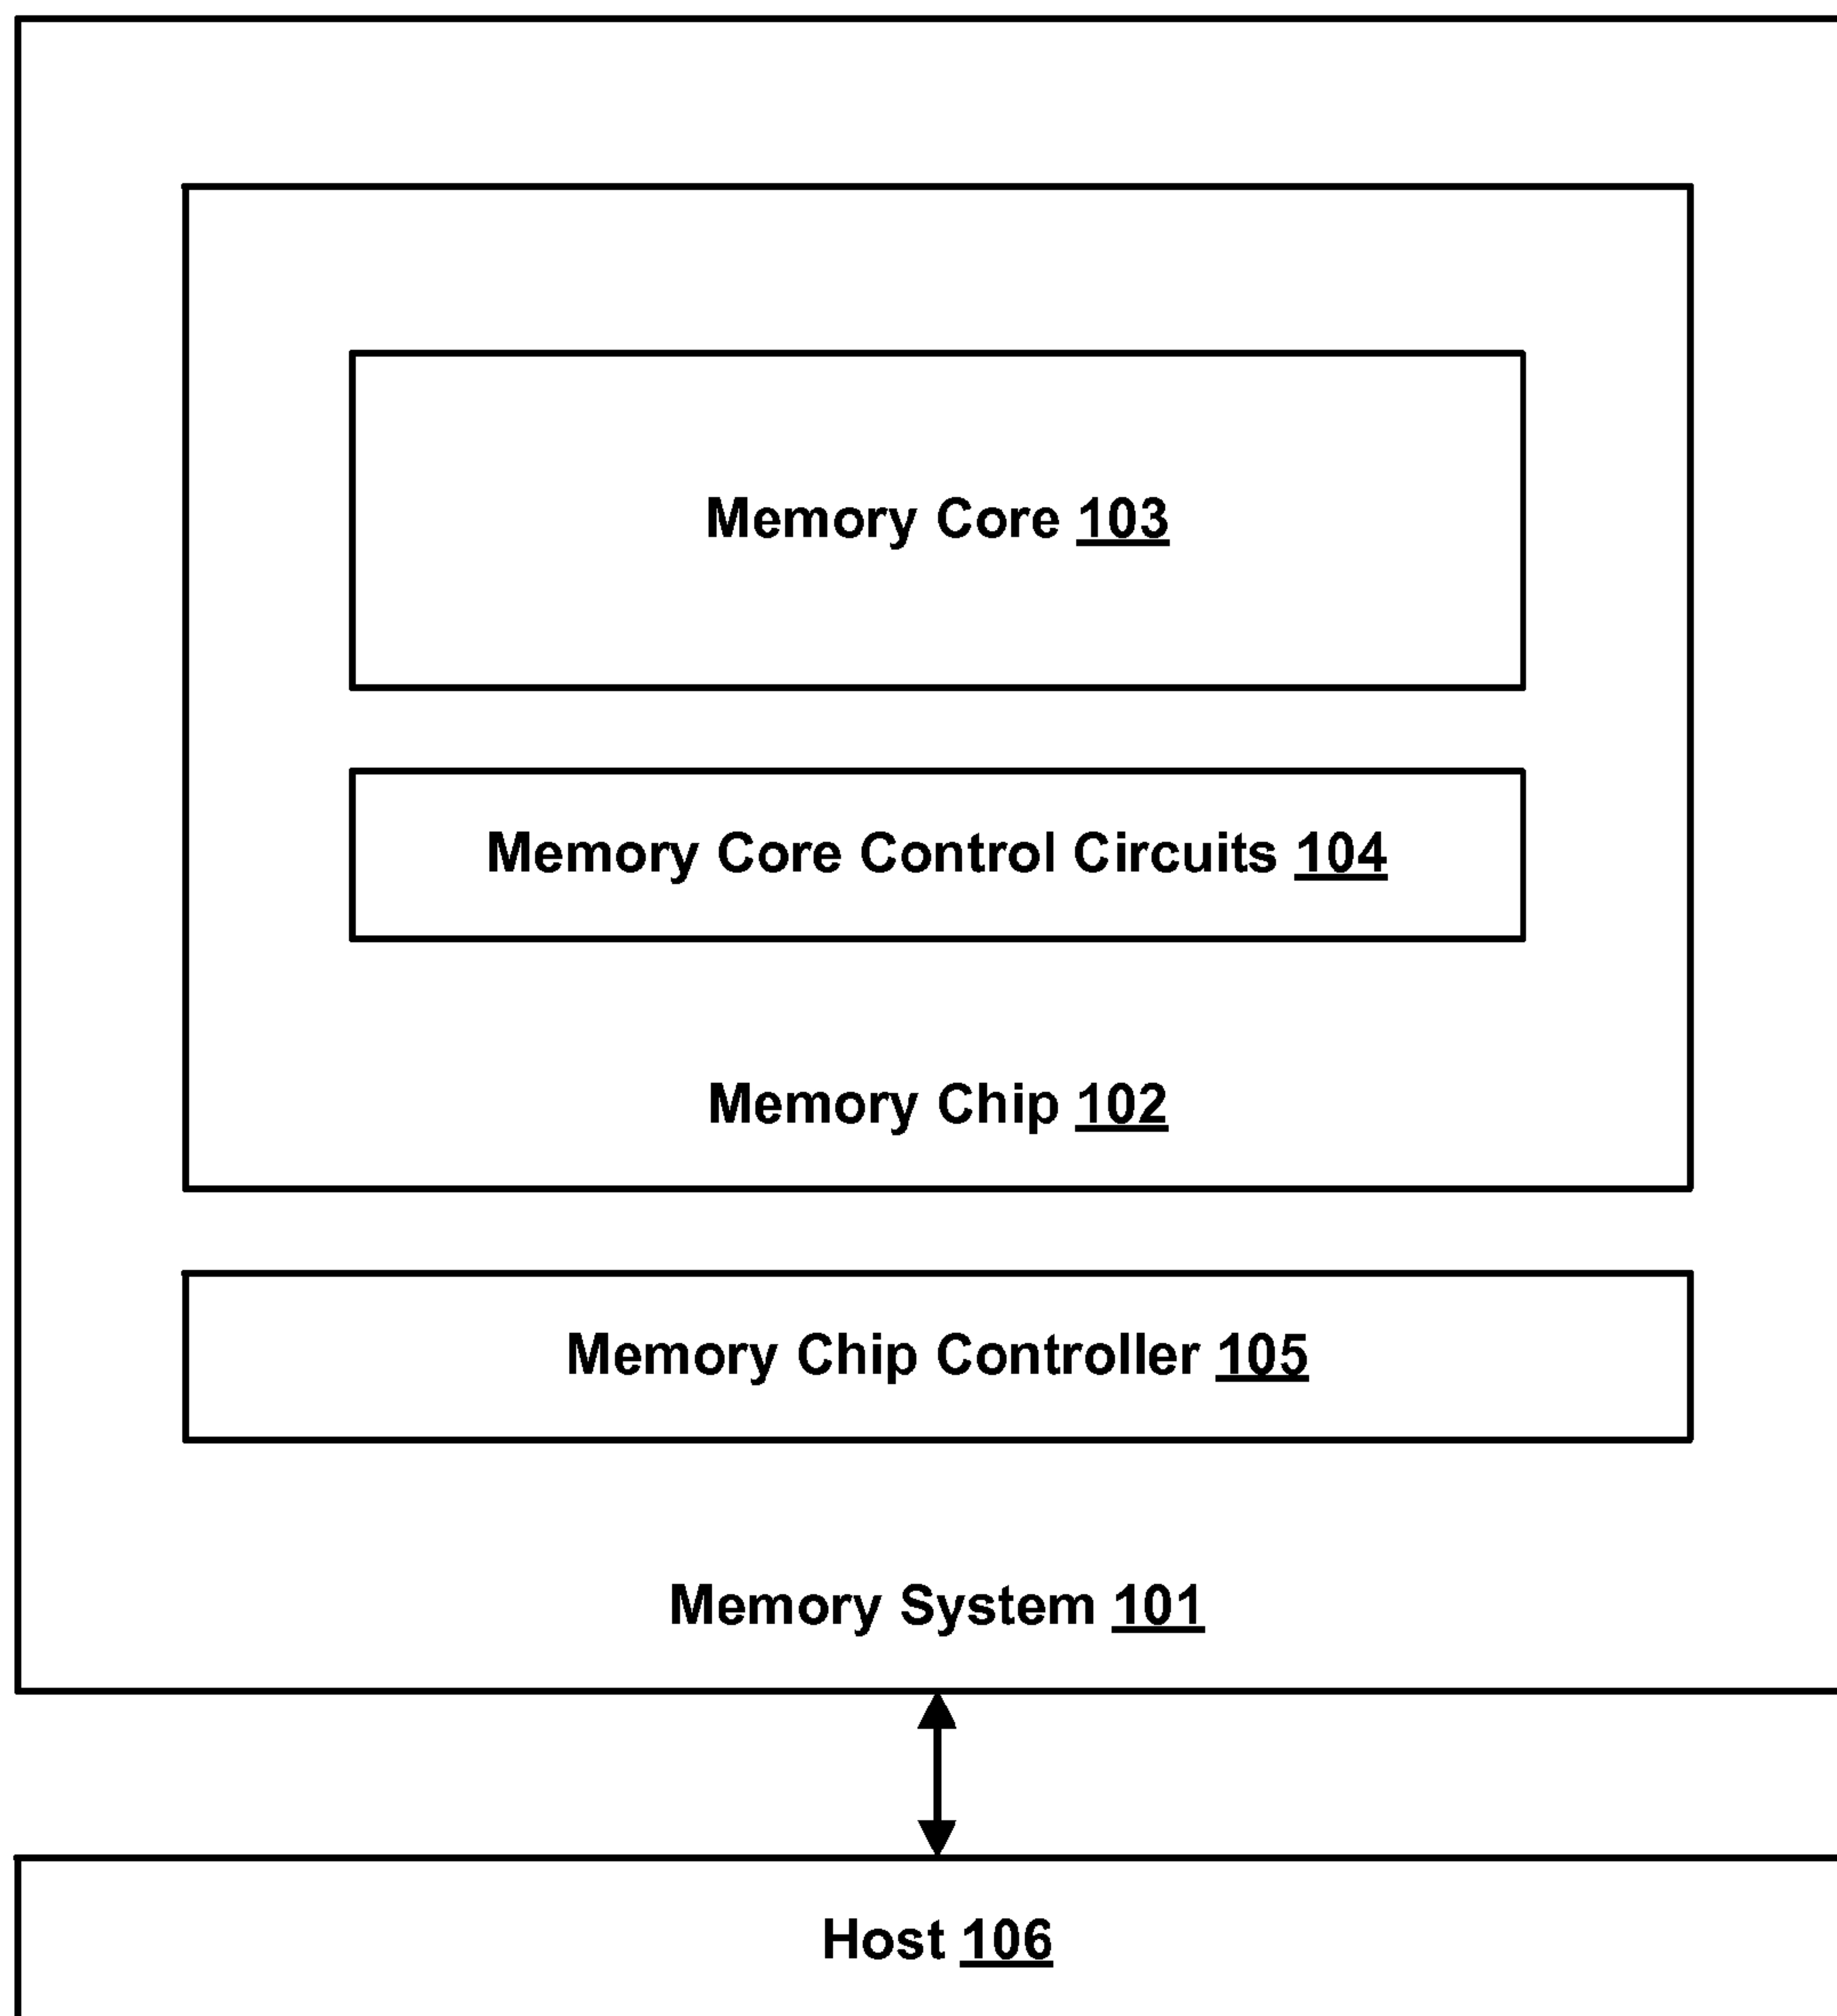 Memory Core 103
Memory Core Control Circuits 104
Memory Chip 102
Memory Chip Controller 105
Memory System 101
Host 106